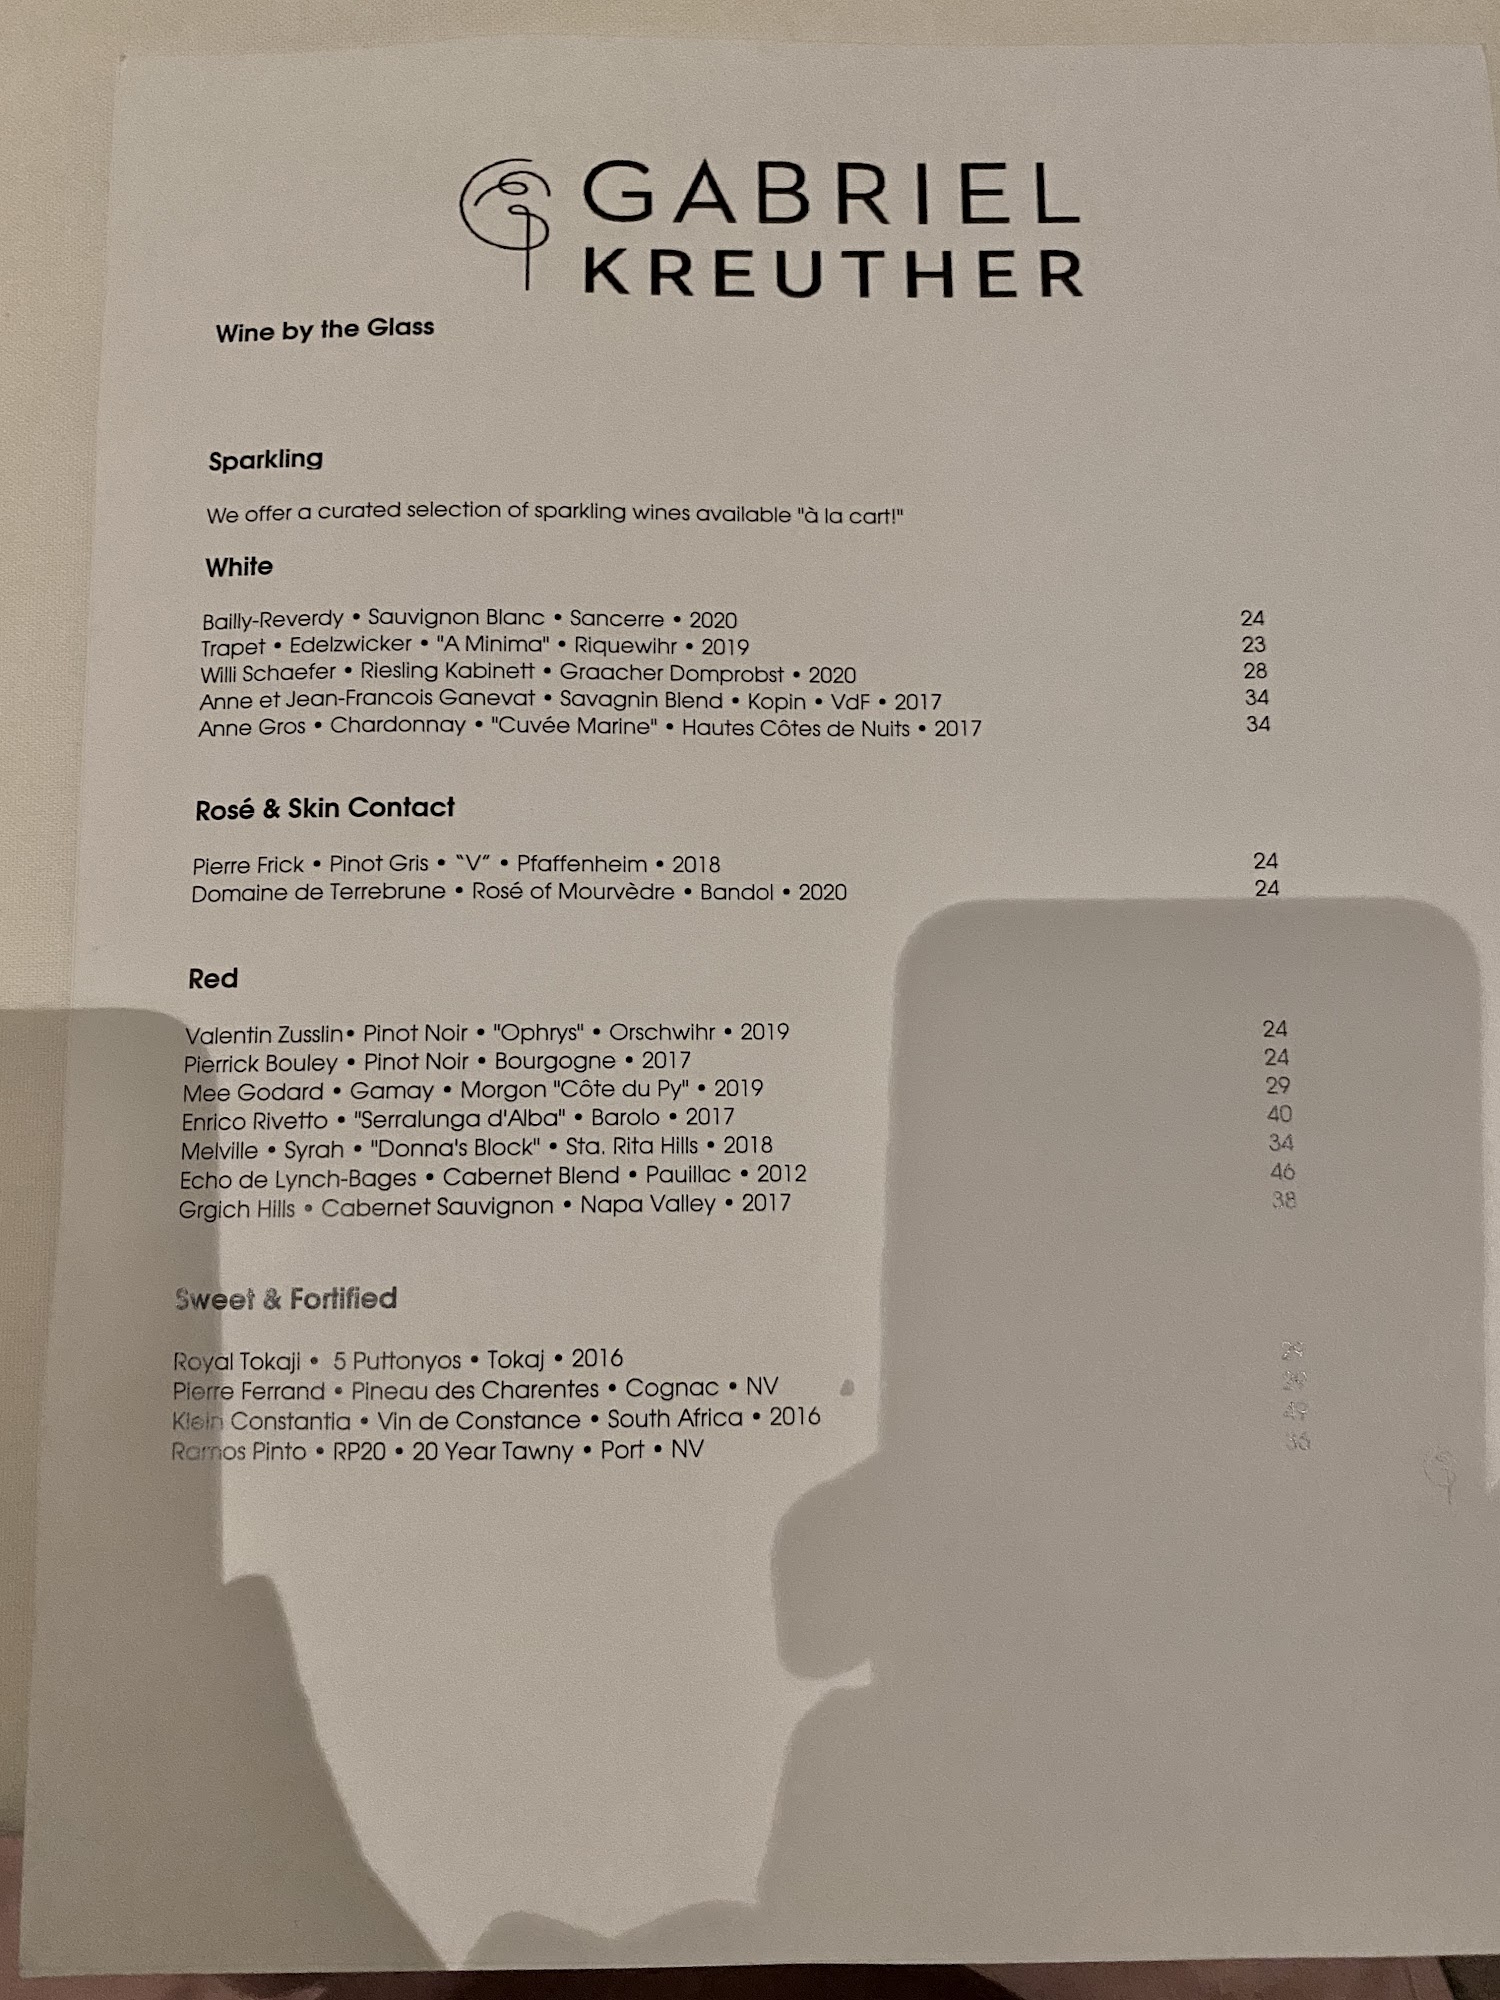 GABRIEL
KREUTHER
Wine by the Glass
Sparkling
We offer a curated selection of sparkling wines available "à la cart!"
White
Bailly-Reverdy • Sauvignon Blanc • Sancerre • 2020 24
Trapet • Edelzwicker • "A Minima" • Riquewihr • 2019 23
Willi Schaefer • Riesling Kabinett • Graacher Domprobst • 2020 28
Anne et Jean-Francois Ganevat • Savagnin Blend • Kopin • VdF • 2017 34
Anne Gros • Chardonnay • "Cuvée Marine" • Hautes Côtes de Nuits • 2017 34
Rosé & Skin Contact
Pierre Frick • Pinot Gris • "V" • Pfaffenheim • 2018 24
Domaine de Terrebrune • Rosé of Mourvèdre • Bandol • 2020 24
Red
Valentin Zusslin• Pinot Noir • "Ophrys" • Orschwihr • 2019 24
Pierrick Bouley • Pinot Noir • Bourgogne • 2017 24
Mee Godard • Gamay • Morgon "Côte du Py" • 2019 29
Enrico Rivetto • "Serralunga d'Alba" • Barolo • 2017 40
Melville • Syrah • "Donna's Block" • Sta. Rita Hills • 2018 34
Echo de Lynch-Bages • Cabernet Blend • Pauillac • 2012 46
Grgich Hills • Cabernet Sauvignon • Napa Valley • 2017 38
Sweet & Fortified
Royal Tokaji • 5 Puttonyos • Tokaj • 2016
Pierre Ferrand • Pineau des Charentes • Cognac • NV
Klein Constantia • Vin de Constance • South Africa • 2016
Ramos Pinto • RP20 • 20 Year Tawny • Port • NV